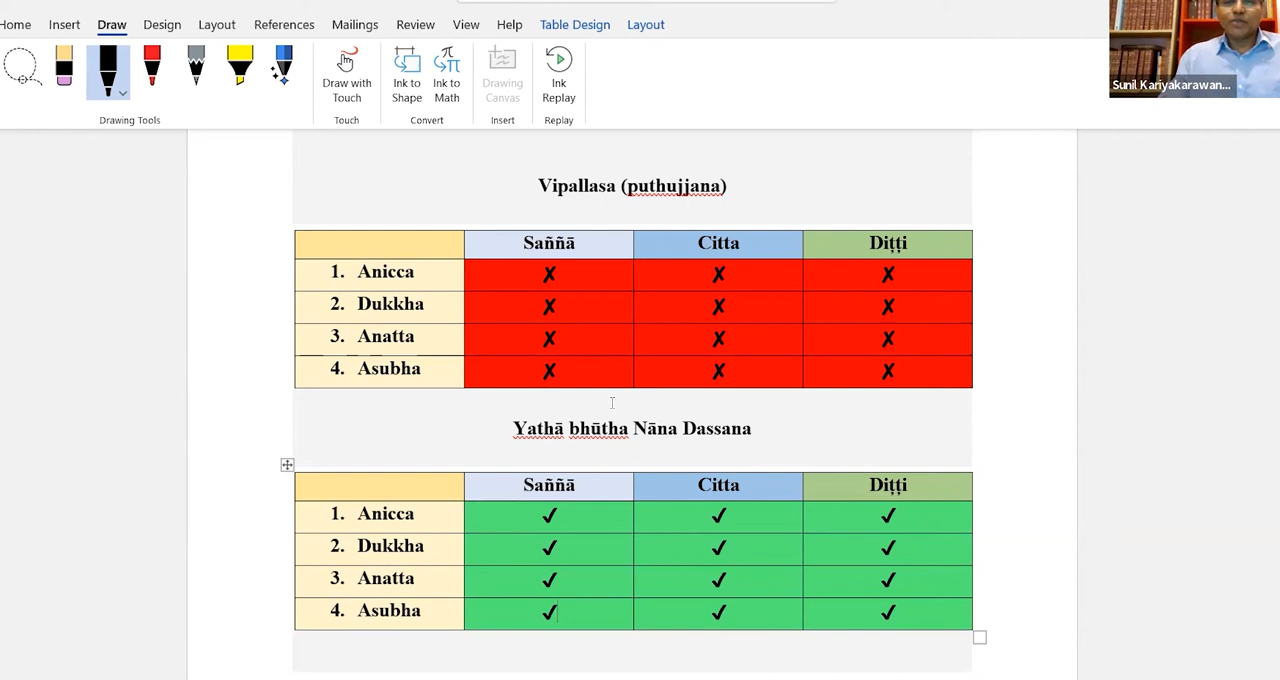 Home Insert Draw Design Layout References Mailings Review View Help Table Design Layout
Sunil Kariyakarawan...
Draw with Touch
Ink to Shape
Ink to Math
Drawing Canvas
Ink Replay
Drawing Tools Touch Convert Insert Replay
Vipallasa (puthujjana)
Saññā Citta Diṭṭi
1. Anicca ✗ ✗ ✗
2. Dukkha ✗ ✗ ✗
3. Anatta ✗ ✗ ✗
4. Asubha ✗ ✗ ✗
Yathā bhūtha Nāna Dassana
Saññā Citta Diṭṭi
1. Anicca ✓ ✓ ✓
2. Dukkha ✓ ✓ ✓
3. Anatta ✓ ✓ ✓
4. Asubha ✓ ✓ ✓